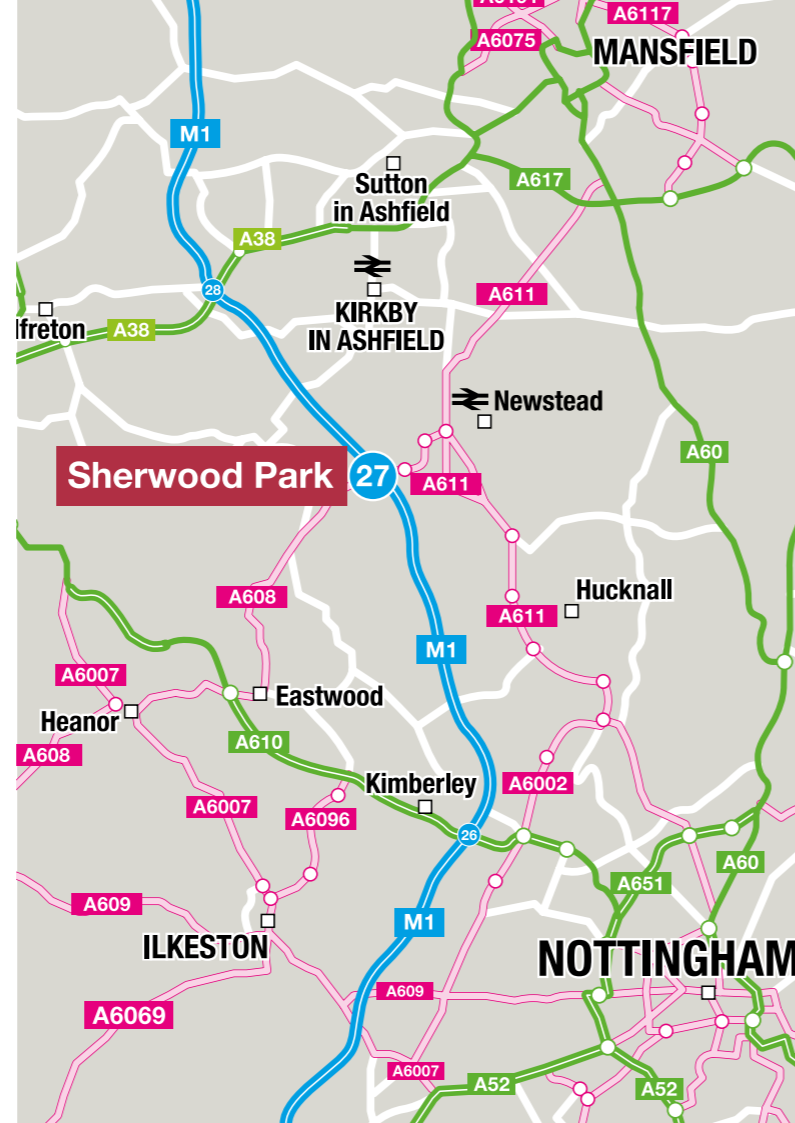 A6075
A6117
MANSFIELD
M1
Sutton
in Ashfield
A617
A38
28
KIRKBY
IN ASHFIELD
A611
lfreton
A38
Newstead
A60
Sherwood Park
27
A611
A608
Hucknall
A611
M1
A6007
Eastwood
Heanor
A610
A608
Kimberley
A6002
A6007
A6096
26
A60
A651
A609
M1
ILKESTON
NOTTINGHAM
A609
A6069
A6007
A52
A52